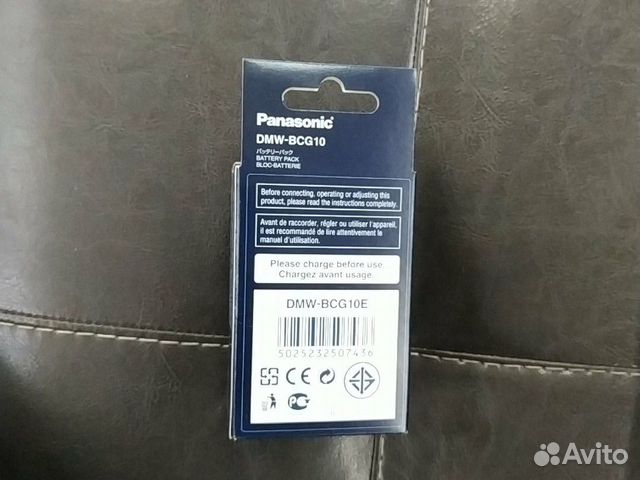 Panasonic
DMW-BCG10
バッテリーパック
BATTERY PACK
BLOC-BATTERIE
Before connecting, operating or adjusting this
product, please read the instructions completely.
Avant de raccorder, régler ou utiliser l'appareil,
il est recommandé de lire attentivement le
manuel d'utilisation.
Please charge before use.
Chargez avant usage.
DMW-BCG10E
5025232507436
CE
Avito